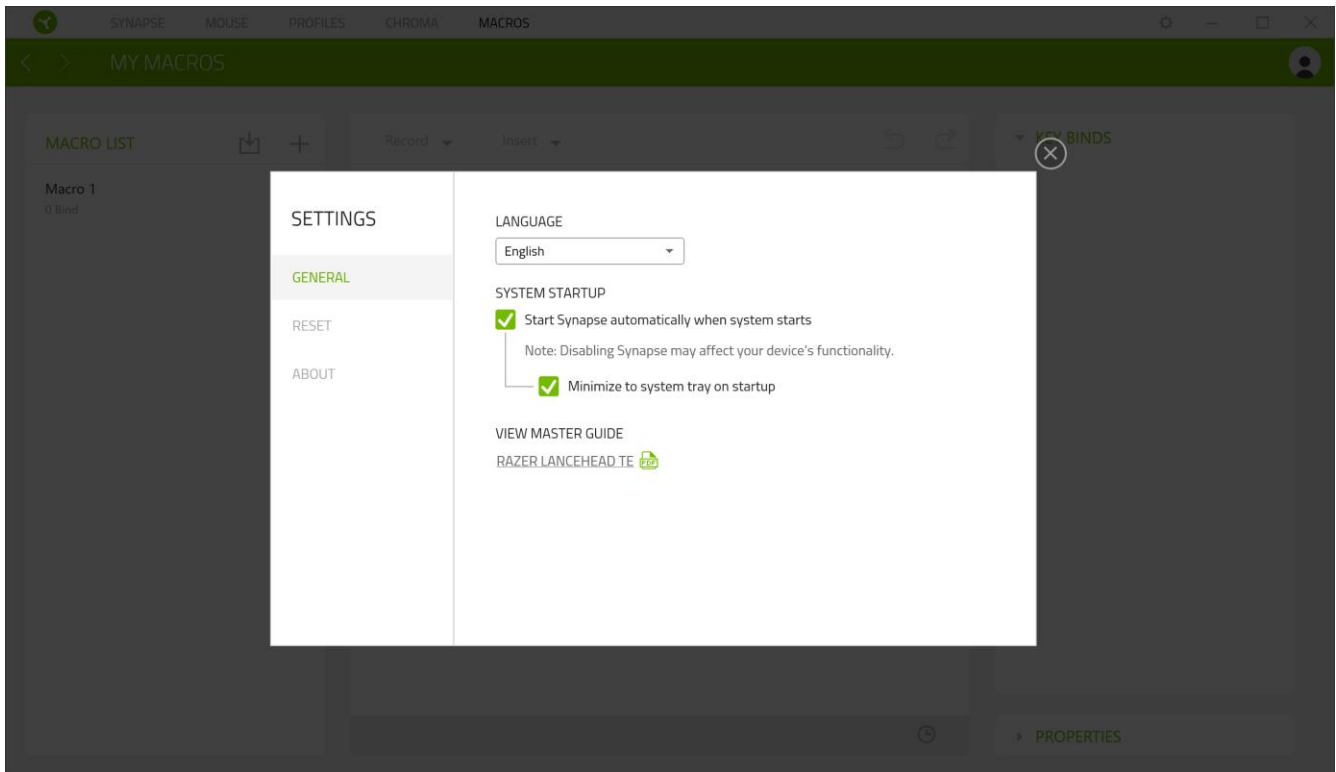 SYNAPSE MOUSE PROFILES CHROMA MACROS
MY MACROS
MACRO LIST
Record
Insert
KEY BINDS
Macro 1
0 Bind
SETTINGS
GENERAL
RESET
ABOUT
LANGUAGE
English
SYSTEM STARTUP
Start Synapse automatically when system starts
Note: Disabling Synapse may affect your device's functionality.
Minimize to system tray on startup
VIEW MASTER GUIDE
RAZER LANCEHEAD TE PDF
PROPERTIES